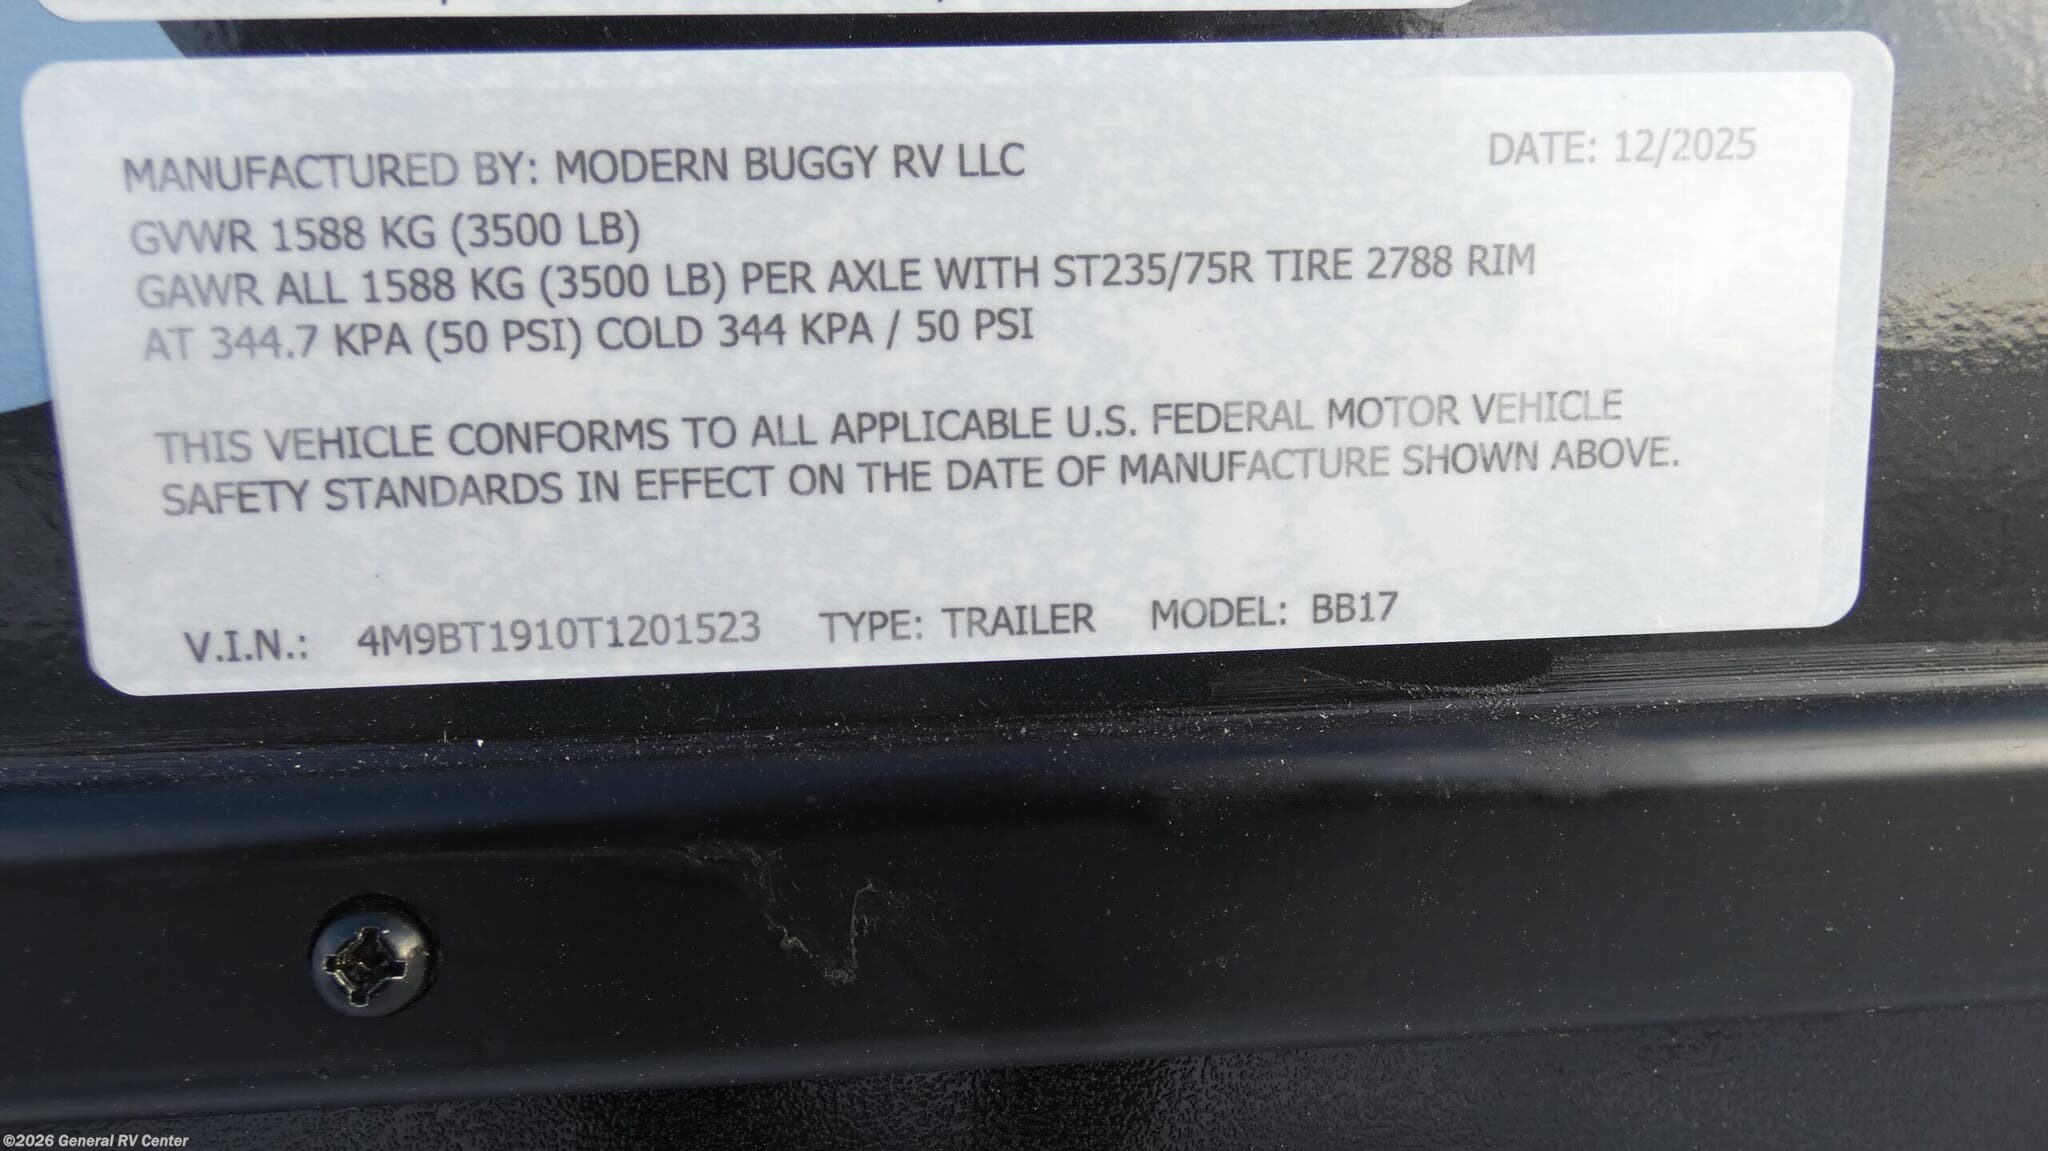 MANUFACTURED BY: MODERN BUGGY RV LLC DATE: 12/2025
GVWR 1588 KG (3500 LB)
GAWR ALL 1588 KG (3500 LB) PER AXLE WITH ST235/75R TIRE 2788 RIM
AT 344.7 KPA (50 PSI) COLD 344 KPA / 50 PSI
THIS VEHICLE CONFORMS TO ALL APPLICABLE U.S. FEDERAL MOTOR VEHICLE
SAFETY STANDARDS IN EFFECT ON THE DATE OF MANUFACTURE SHOWN ABOVE.
V.I.N.: 4M9BT1910T1201523 TYPE: TRAILER MODEL: BB17
©2026 General RV Center